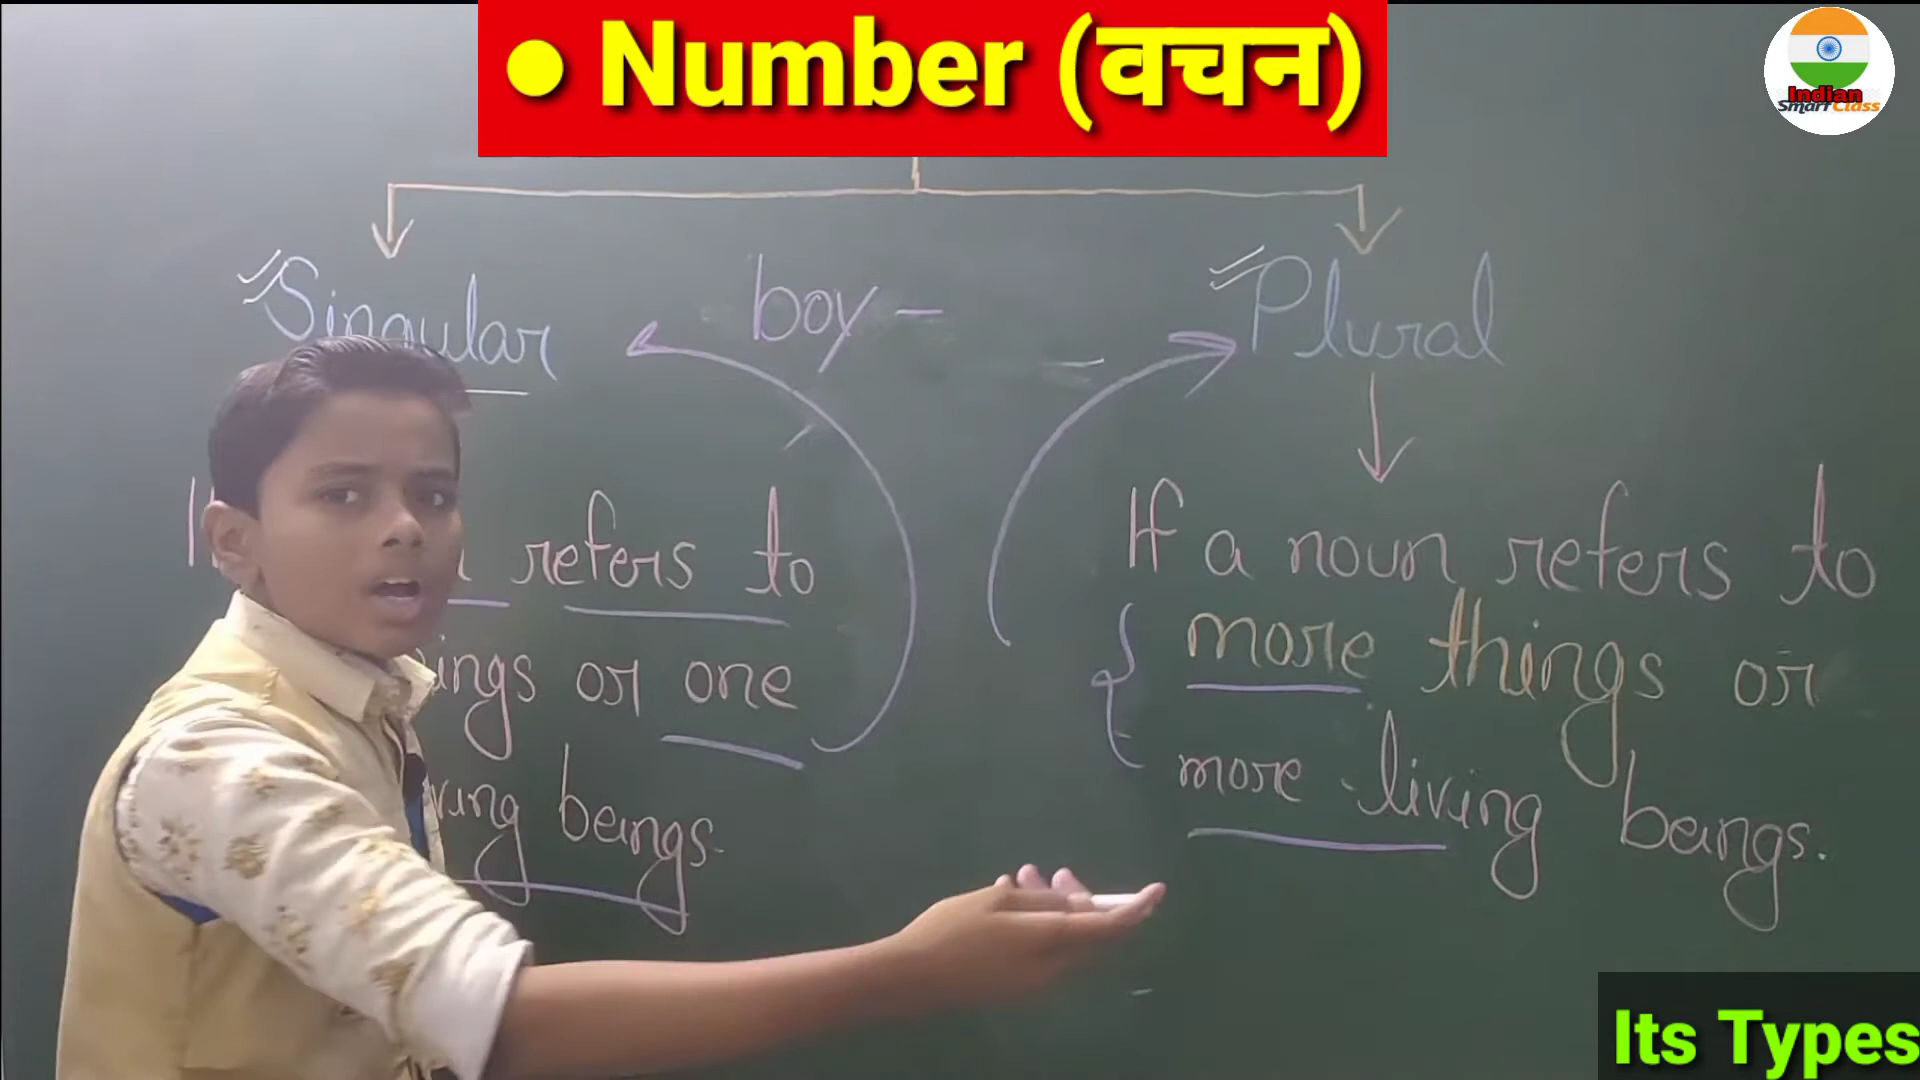 • Number (वचन)
Indian
Smart Class
Singular
boy -
Plural
refers to
ings or one
ving beings.
If a noun refers to
more things or
more living beings.
Its Types